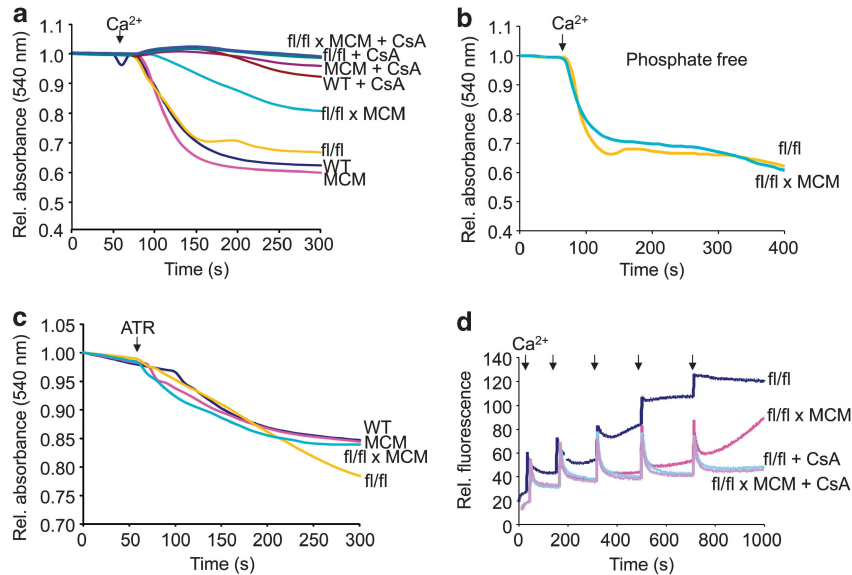 a
Ca²⁺
Rel. absorbance (540 nm)
1.1
1.0
0.9
0.8
0.7
0.6
0.5
0.4
0 50 100 150 200 250 300
Time (s)
fl/fl x MCM + CsA
fl/fl + CsA
MCM + CsA
WT + CsA
fl/fl x MCM
fl/fl
WT
MCM
b
Ca²⁺
Phosphate free
Rel. absorbance (540 nm)
1.1
1.0
0.9
0.8
0.7
0.6
0.5
0.4
0 100 200 300 400
Time (s)
fl/fl
fl/fl x MCM
c
ATR
Rel. absorbance (540 nm)
1.05
1.00
0.95
0.90
0.85
0.80
0.75
0.70
0 50 100 150 200 250 300
Time (s)
WT
MCM
fl/fl x MCM
fl/fl
d
Ca²⁺
Rel. fluorescence
140
120
100
80
60
40
20
0
0 200 400 600 800 1000
Time (s)
fl/fl
fl/fl x MCM
fl/fl + CsA
fl/fl x MCM + CsA